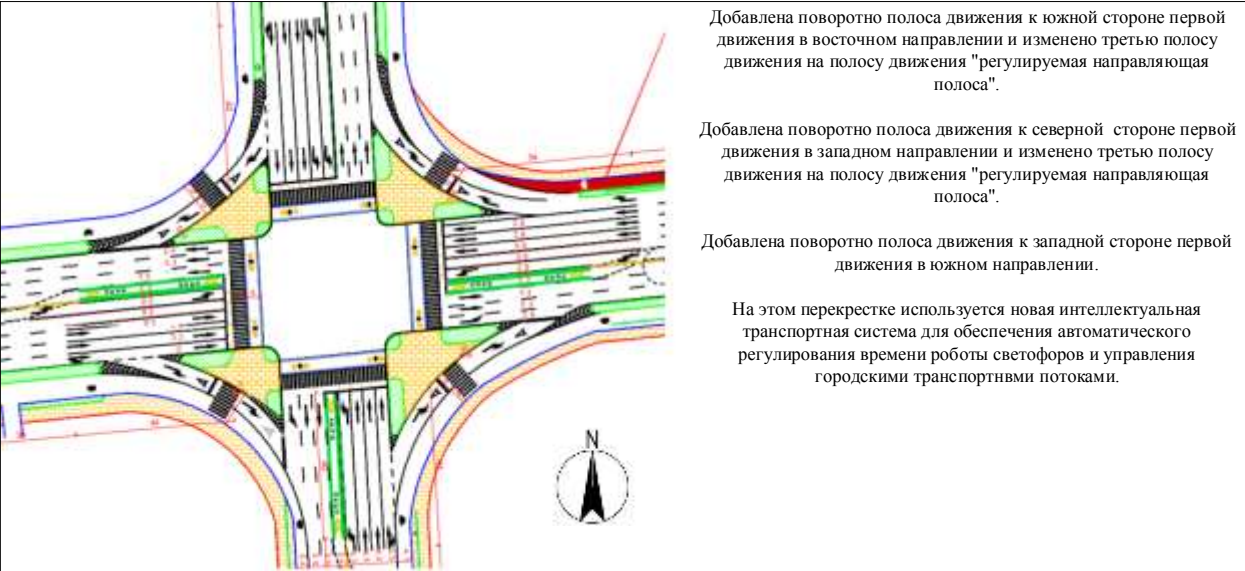 Добавлена поворотно полоса движения к южной стороне первой
движения в восточном направлении и изменено третью полосу
движения на полосу движения "регулируемая направляющая
полоса".
Добавлена поворотно полоса движения к северной  стороне первой
движения в западном направлении и изменено третью полосу
движения на полосу движения "регулируемая направляющая
полоса".
Добавлена поворотно полоса движения к западной стороне первой
движения в южном направлении.
На этом перекрестке используется новая интеллектуальная
транспортная система для обеспечения автоматического
регулирования времени роботы светофоров и управления
городскими транспортнвми потоками.
N